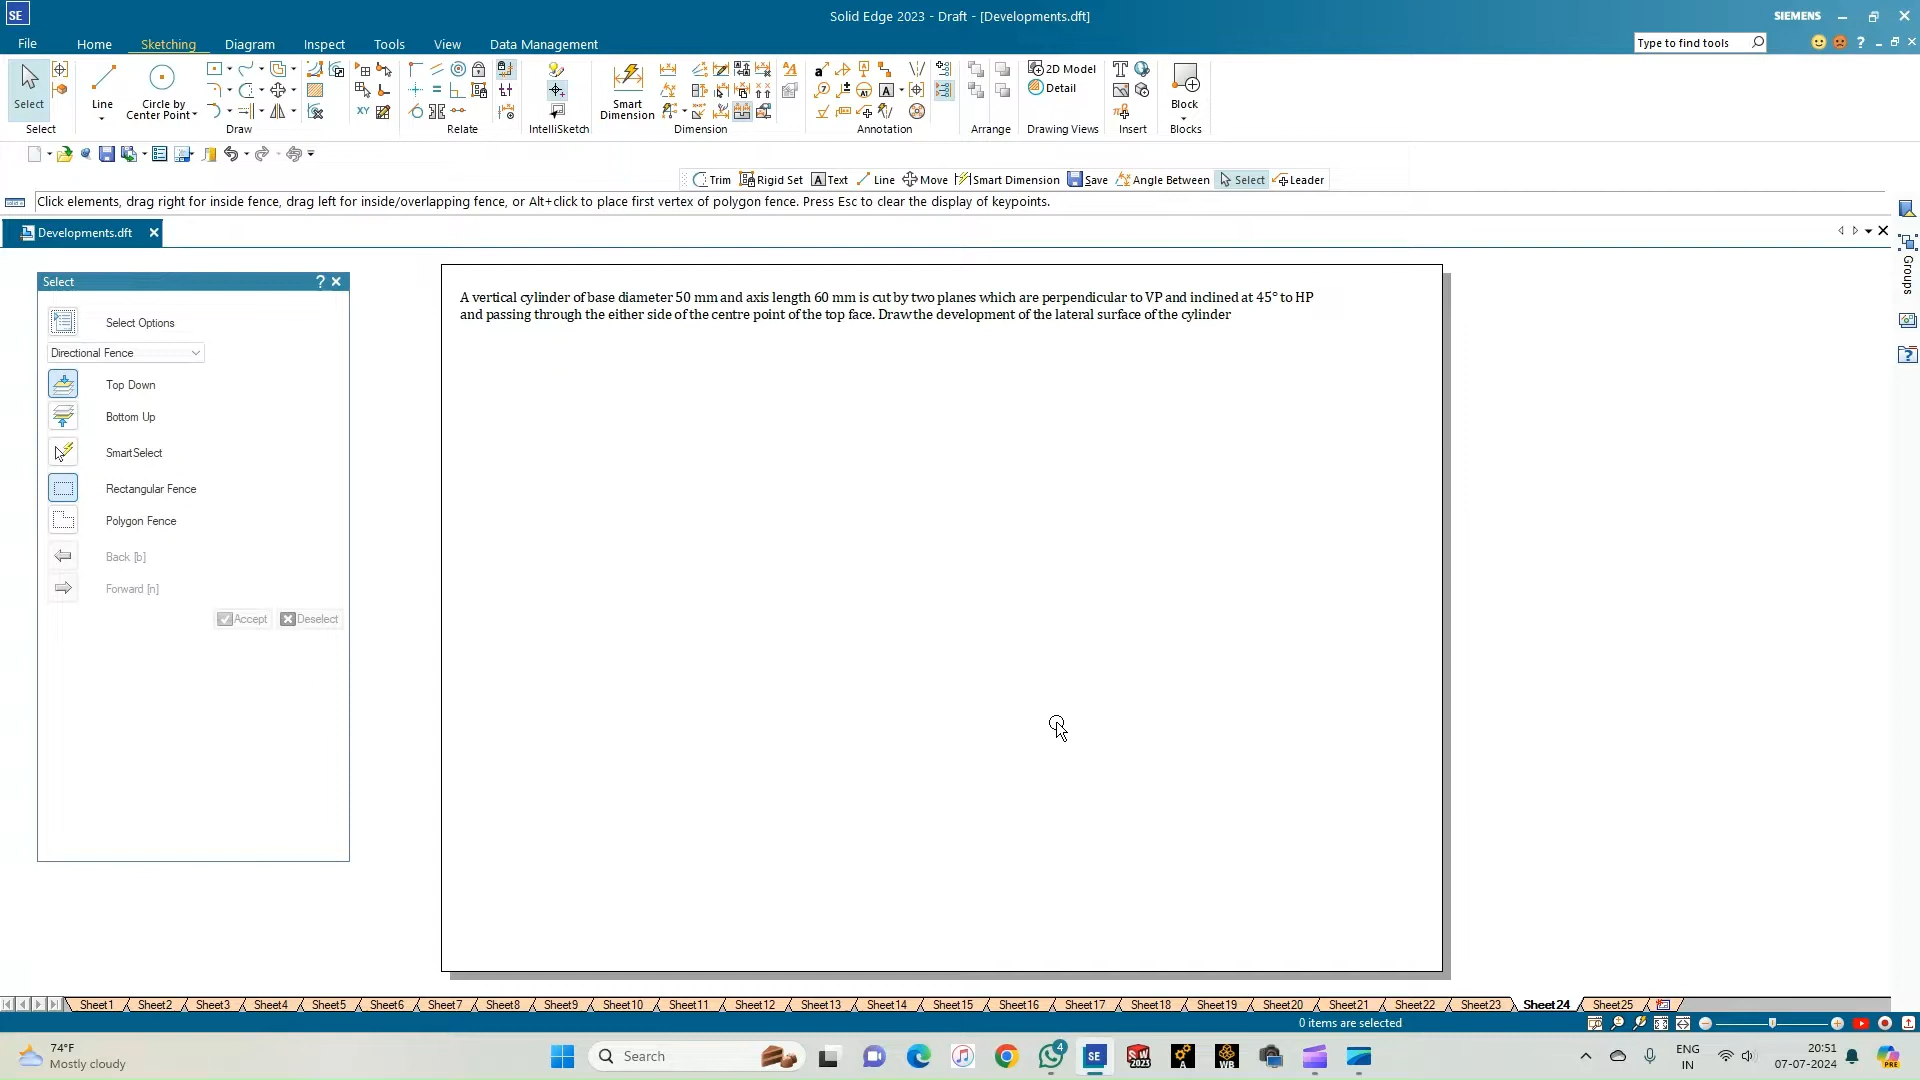 SE
Solid Edge 2023 - Draft - [Developments.dft]
SIEMENS
File
Home
Sketching
Diagram
Inspect
Tools
View
Data Management
Type to find tools
Select
Line
Circle by
Center Point
Smart
Dimension
2D Model
Detail
Block
Select
Draw
Relate
IntelliSketch
Dimension
Annotation
Arrange
Drawing Views
Insert
Blocks
Trim
Rigid Set
Text
Line
Move
Smart Dimension
Save
Angle Between
Select
Leader
Click elements, drag right for inside fence, drag left for inside/overlapping fence, or Alt+click to place first vertex of polygon fence. Press Esc to clear the display of keypoints.
Developments.dft
Groups
Select
Select Options
Directional Fence
Top Down
Bottom Up
SmartSelect
Rectangular Fence
Polygon Fence
Back [b]
Forward [n]
Accept
Deselect
A vertical cylinder of base diameter 50 mm and axis length 60 mm is cut by two planes which are perpendicular to VP and inclined at 45° to HP
and passing through the either side of the centre point of the top face. Draw the development of the lateral surface of the cylinder
Sheet1
Sheet2
Sheet3
Sheet4
Sheet5
Sheet6
Sheet7
Sheet8
Sheet9
Sheet10
Sheet11
Sheet12
Sheet13
Sheet14
Sheet15
Sheet16
Sheet17
Sheet18
Sheet19
Sheet20
Sheet21
Sheet22
Sheet23
Sheet24
Sheet25
0 items are selected
74°F
Mostly cloudy
Search
4
SE
2023
A
WB
ENG
IN
20:51
07-07-2024
PRE